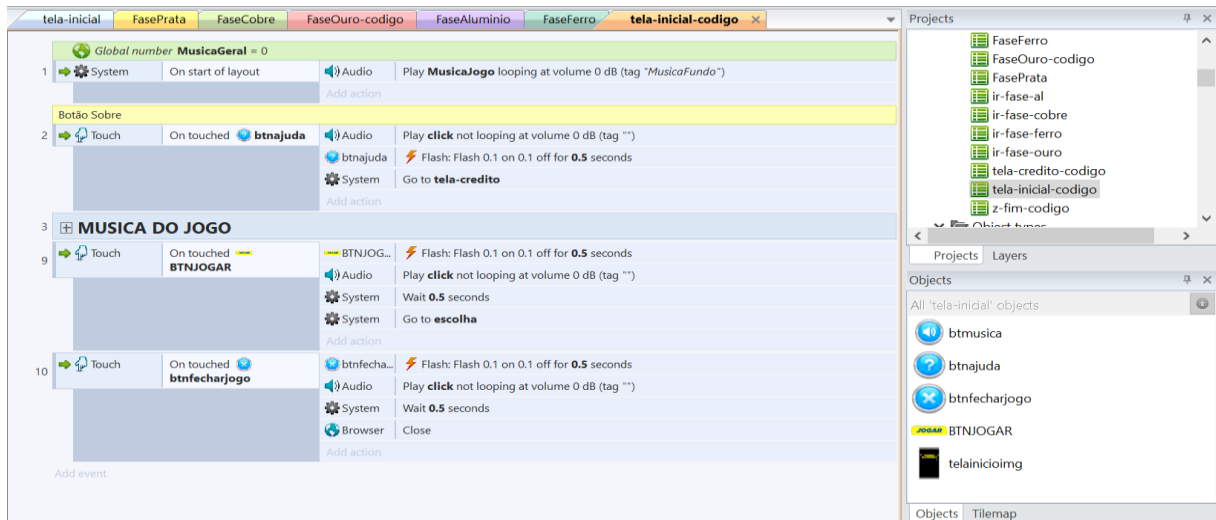 tela-inicial FasePrata FaseCobre FaseOuro-codigo FaseAluminio FaseFerro tela-inicial-codigo
Global number MusicaGeral = 0
1 System On start of layout Audio Play MusicaJogo looping at volume 0 dB (tag "MusicaFundo")
Add action
Botão Sobre
2 Touch On touched btnajuda Audio Play click not looping at volume 0 dB (tag "")
btnajuda Flash: Flash 0.1 on 0.1 off for 0.5 seconds
System Go to tela-credito
Add action
3 MUSICA DO JOGO
9 Touch On touched BTNJOG... Flash: Flash 0.1 on 0.1 off for 0.5 seconds
BTNJOGAR
Audio Play click not looping at volume 0 dB (tag "")
System Wait 0.5 seconds
System Go to escolha
Add action
10 Touch On touched btnfecha... Flash: Flash 0.1 on 0.1 off for 0.5 seconds
btnfecharjogo
Audio Play click not looping at volume 0 dB (tag "")
System Wait 0.5 seconds
Browser Close
Add action
Add event
Projects
FaseFerro
FaseOuro-codigo
FasePrata
ir-fase-al
ir-fase-cobre
ir-fase-ferro
ir-fase-ouro
tela-credito-codigo
tela-inicial-codigo
z-fim-codigo
Object types
Projects Layers
Objects
All 'tela-inicial' objects
btmusica
btnajuda
btnfecharjogo
JOGAR BTNJOGAR
telainicioimg
Objects Tilemap